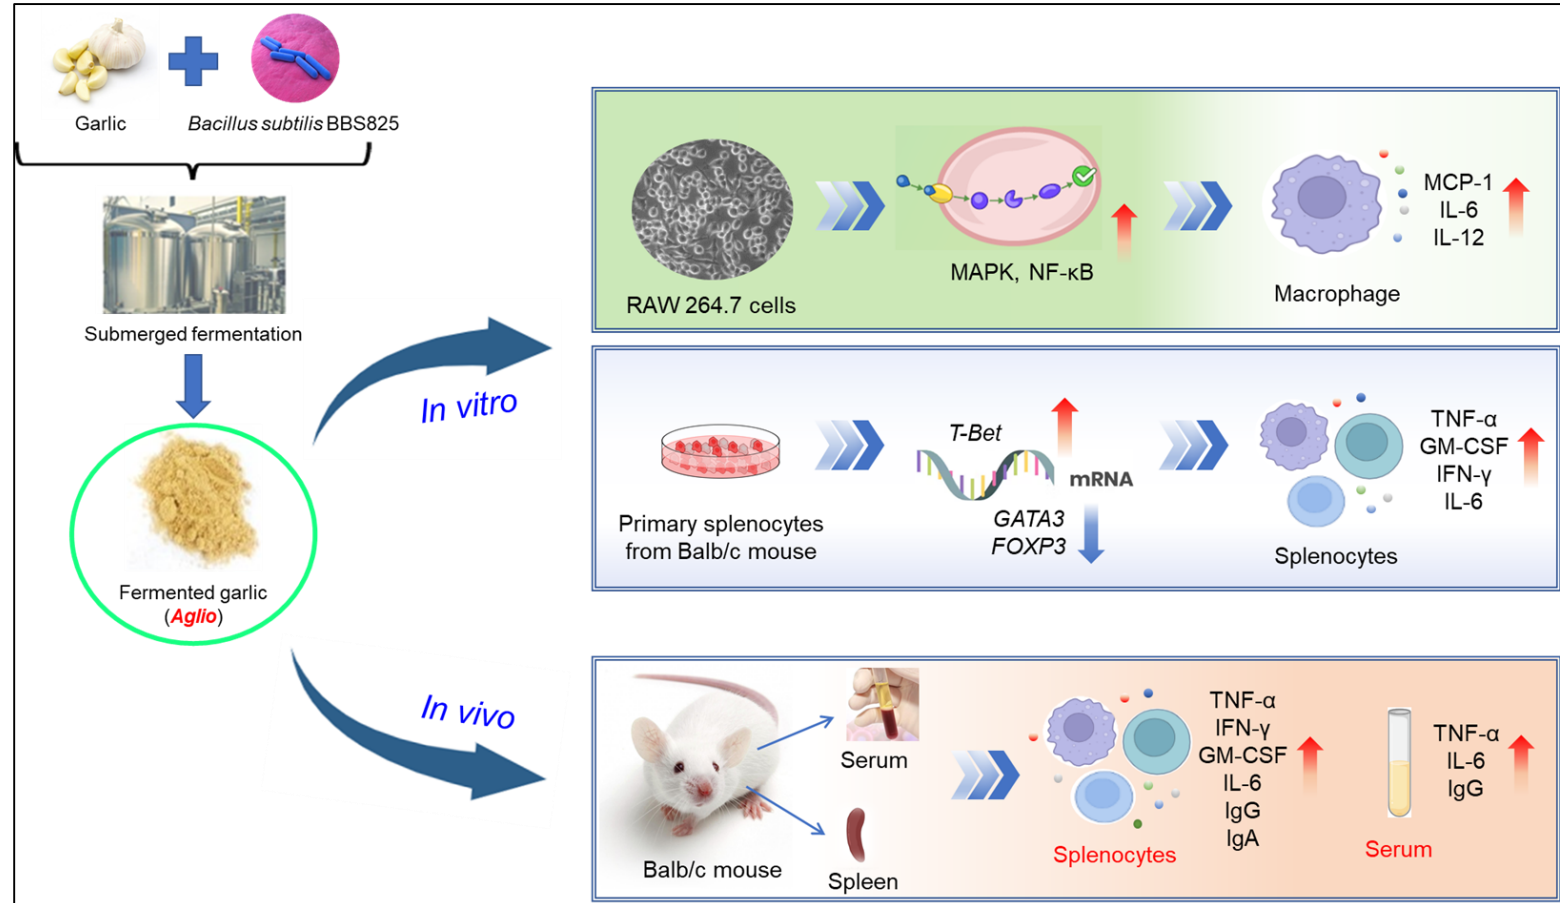 Garlic
Bacillus subtilis BBS825
Submerged fermentation
Fermented garlic
(Aglio)
In vitro
In vivo
RAW 264.7 cells
MAPK, NF-κB
Macrophage
MCP-1
IL-6
IL-12
Primary splenocytes
from Balb/c mouse
T-Bet
mRNA
GATA3
FOXP3
Splenocytes
TNF-α
GM-CSF
IFN-γ
IL-6
Balb/c mouse
Serum
Spleen
Splenocytes
TNF-α
IFN-γ
GM-CSF
IL-6
IgG
IgA
Serum
TNF-α
IL-6
IgG